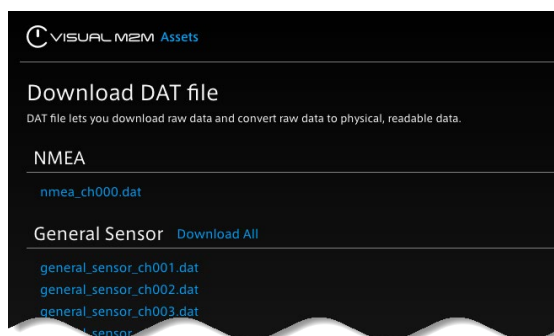 VISUAL M2M Assets
Download DAT file
DAT file lets you download raw data and convert raw data to physical, readable data.
NMEA
nmea_ch000.dat
General Sensor Download All
general_sensor_ch001.dat
general_sensor_ch002.dat
general_sensor_ch003.dat